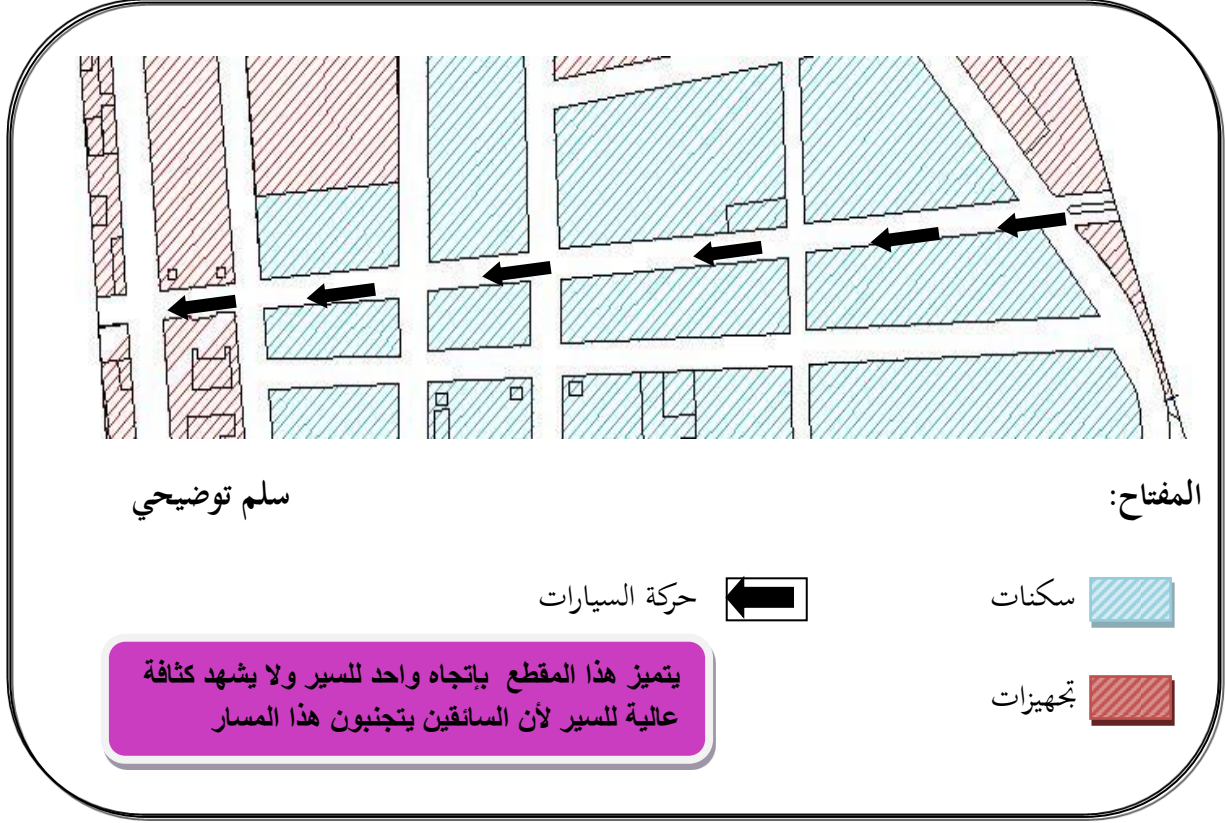 المفتاح:
سلم توضيحي
سكنات
حركة السيارات
تجهيزات
يتميز هذا المقطع بإتجاه واحد للسير ولا يشهد كثافة
عالية للسير لأن السائقين يتجنبون هذا المسار